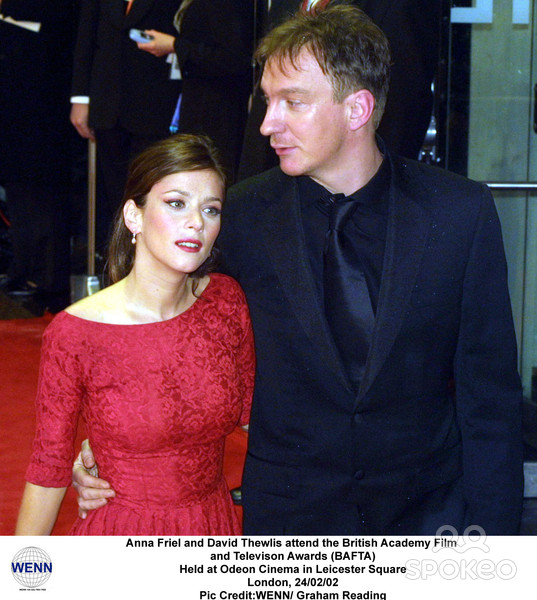 Anna Friel and David Thewlis attend the British Academy Film
and Televison Awards (BAFTA)
Held at Odeon Cinema in Leicester Square
London, 24/02/02
Pic Credit:WENN/ Graham Reading
WENN
SPOKEO